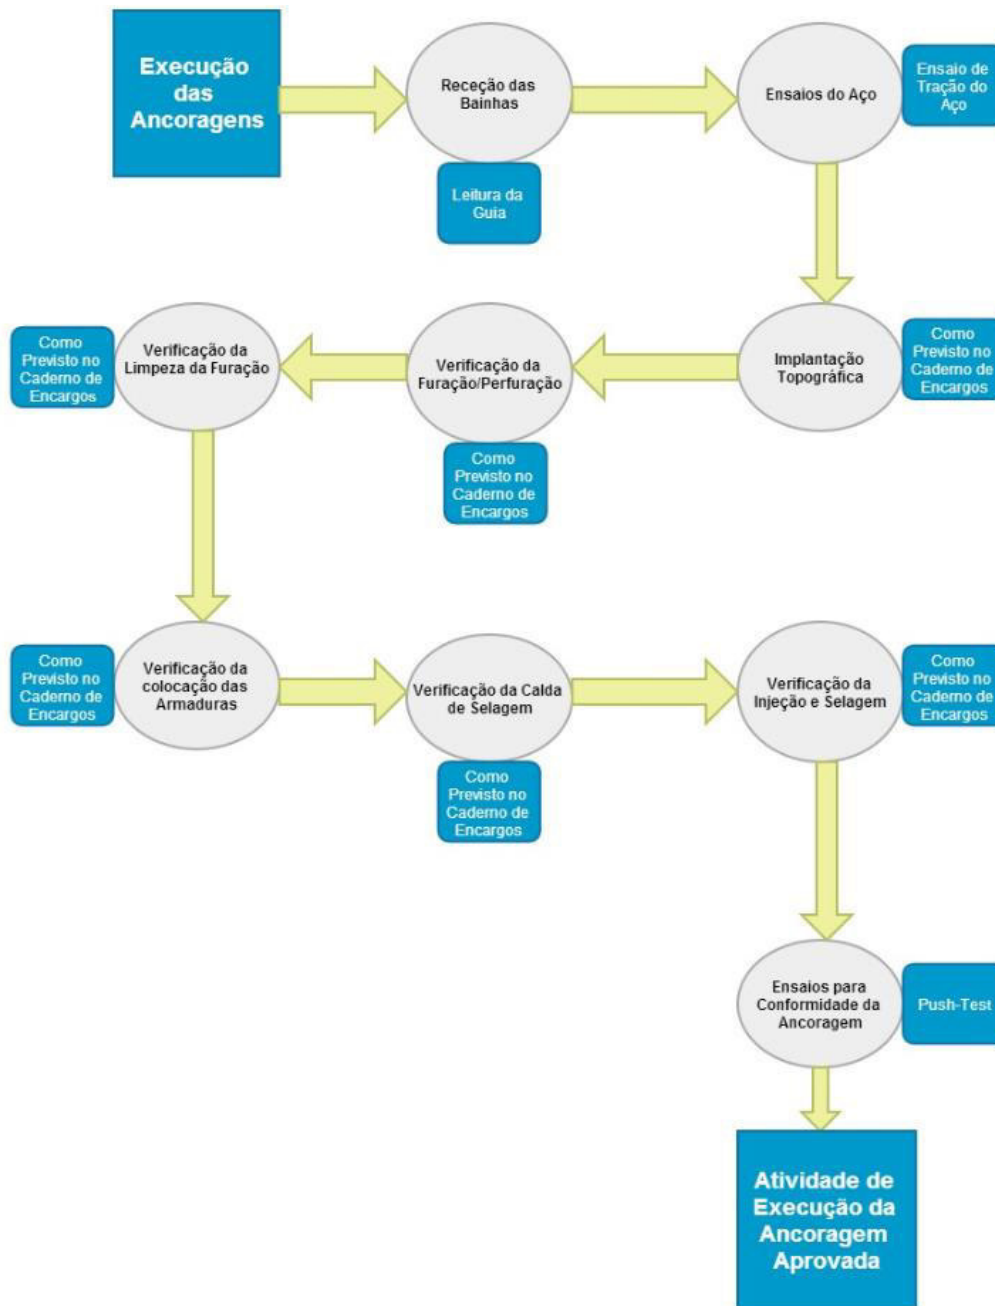 Execução
das
Ancoragens
Receção das
Bainhas
Leitura da
Guia
Ensaios do Aço
Ensaio de
Tração do
Aço
Implantação
Topográfica
Como
Previsto no
Caderno de
Encargos
Verificação da
Furação/Perfuração
Como
Previsto no
Caderno de
Encargos
Verificação da
Limpeza da Furação
Como
Previsto no
Caderno de
Encargos
Verificação da
colocação das
Armaduras
Como
Previsto no
Caderno de
Encargos
Verificação da Calda
de Selagem
Como
Previsto no
Caderno de
Encargos
Verificação da
Injeção e Selagem
Como
Previsto no
Caderno de
Encargos
Ensaios para
Conformidade da
Ancoragem
Push-Test
Atividade de
Execução da
Ancoragem
Aprovada